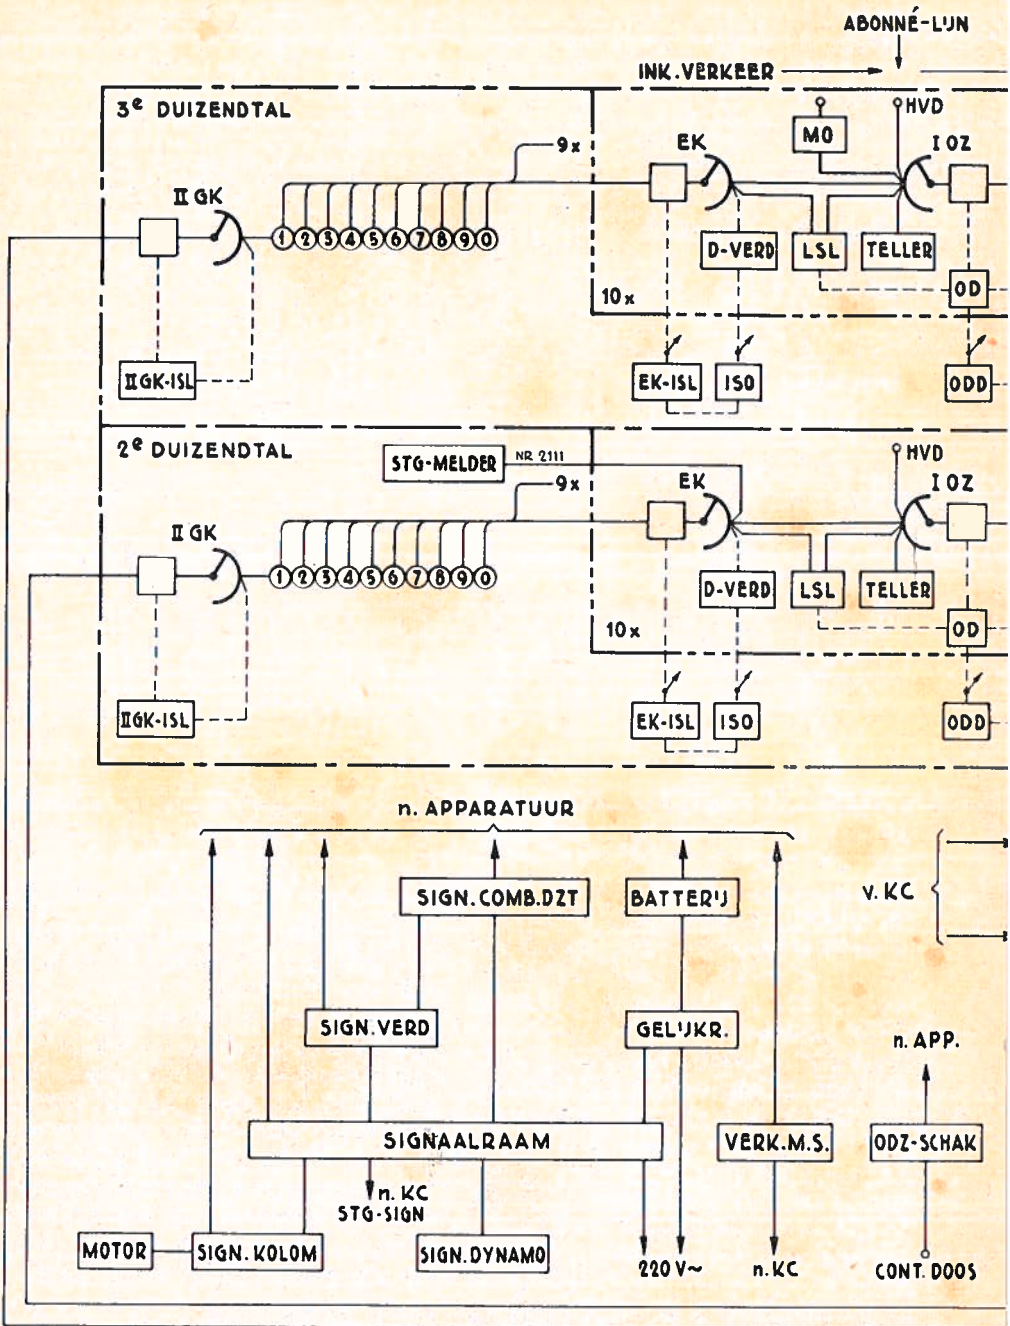 ABONNÉ-LIJN
INK.VERKEER
3e DUIZENDTAL
9x
EK
MO
HVD
I OZ
II GK
1 2 3 4 5 6 7 8 9 0
D-VERD
LSL
TELLER
OD
10x
II GK-ISL
EK-ISL
ISO
ODD
2e DUIZENDTAL
STG-MELDER
NR 2111
9x
EK
HVD
I OZ
II GK
1 2 3 4 5 6 7 8 9 0
D-VERD
LSL
TELLER
OD
10x
II GK-ISL
EK-ISL
ISO
ODD
n. APPARATUUR
SIGN.COMB.DZT
BATTERIJ
V. KC
SIGN.VERD
GELIJKR.
n. APP.
SIGNAALRAAM
VERK.M.S.
ODZ-SCHAK
n. KC
STG-SIGN
MOTOR
SIGN. KOLOM
SIGN. DYNAMO
220 V~
n.KC
CONT. DOOS